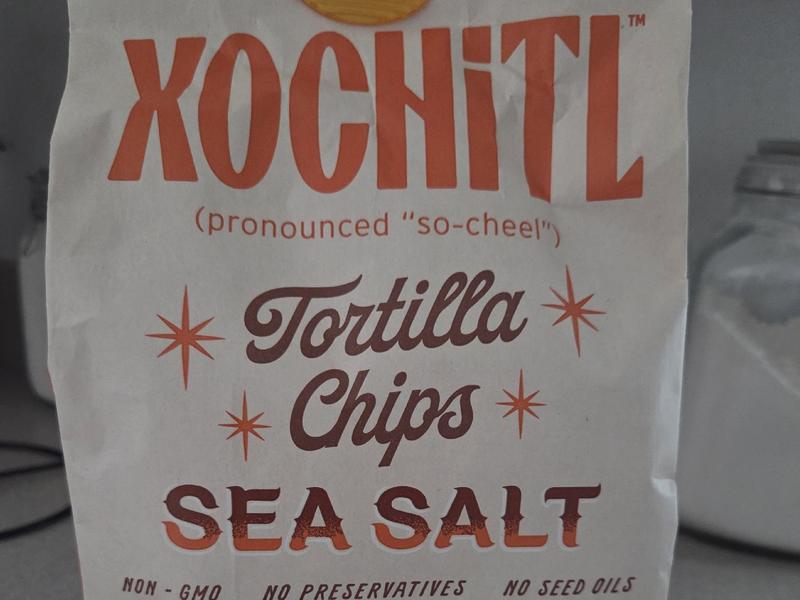 XOCHiTL™
(pronounced “so-cheel”)
Tortilla
Chips
SEA SALT
NON - GMO NO PRESERVATIVES NO SEED OILS